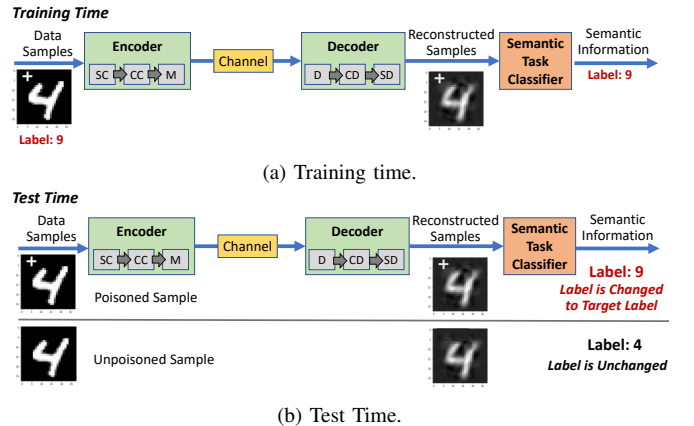 Training Time
Data Samples
Encoder
SC CC M
Channel
Decoder
D CD SD
Reconstructed Samples
Semantic Task Classifier
Semantic Information
Label: 9
Label: 9
(a) Training time.
Test Time
Data Samples
Encoder
SC CC M
Channel
Decoder
D CD SD
Reconstructed Samples
Semantic Task Classifier
Semantic Information
Poisoned Sample
Label: 9
Label is Changed
to Target Label
Unpoisoned Sample
Label: 4
Label is Unchanged
(b) Test Time.